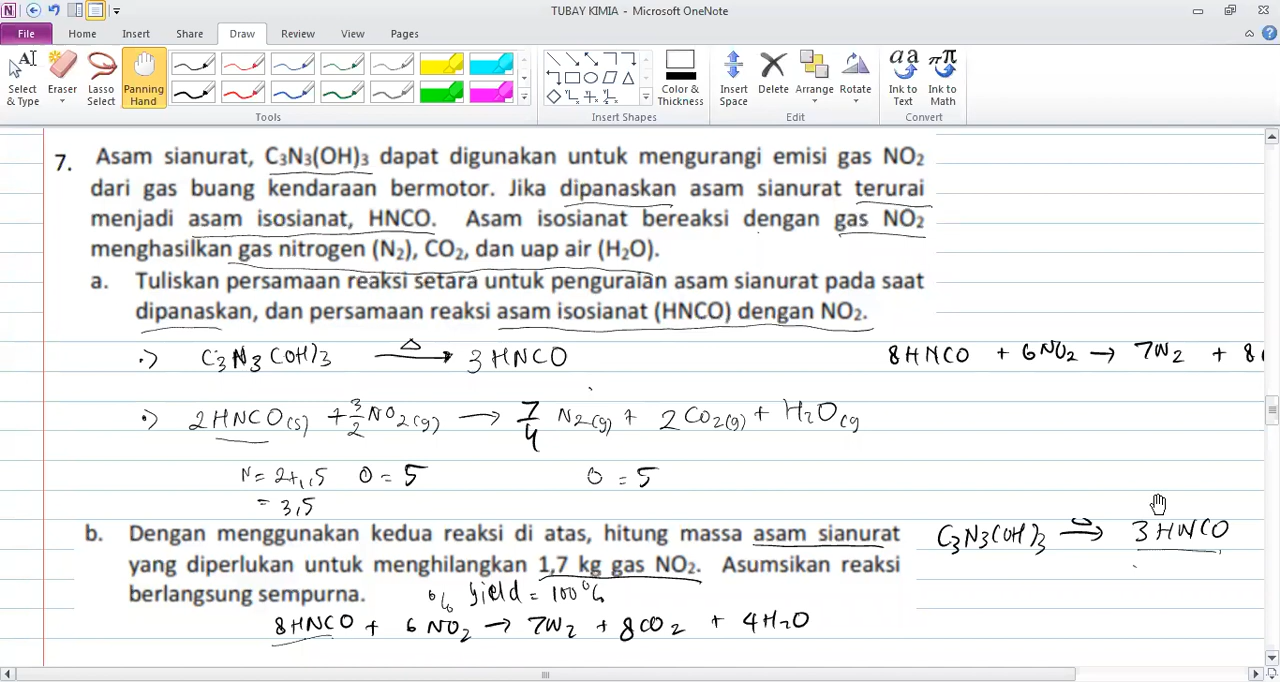 TUBAY KIMIA - Microsoft OneNote
File Home Insert Share Draw Review View Pages
Select & Type
Eraser
Lasso Select
Panning Hand
Color & Thickness
Insert Space
Delete
Arrange
Rotate
Ink to Text
Ink to Math
Tools
Insert Shapes
Edit
Convert
7. Asam sianurat, C3N3(OH)3 dapat digunakan untuk mengurangi emisi gas NO2
dari gas buang kendaraan bermotor. Jika dipanaskan asam sianurat terurai
menjadi asam isosianat, HNCO. Asam isosianat bereaksi dengan gas NO2
menghasilkan gas nitrogen (N2), CO2, dan uap air (H2O).
a. Tuliskan persamaan reaksi setara untuk penguraian asam sianurat pada saat
dipanaskan, dan persamaan reaksi asam isosianat (HNCO) dengan NO2.
·) C3N3(OH)3 —Δ→ 3HNCO
8HNCO + 6NO2 → 7N2 + 8
·) 2HNCO(s) + 3/2 NO2(g) → 7/4 N2(g) + 2CO2(g) + H2O(g
N = 2+1,5 O = 5 O = 5
= 3,5
b. Dengan menggunakan kedua reaksi di atas, hitung massa asam sianurat
yang diperlukan untuk menghilangkan 1,7 kg gas NO2. Asumsikan reaksi
berlangsung sempurna.
% yield = 100%
C3N3(OH)3 —Δ→ 3HNCO
8HNCO + 6NO2 → 7N2 + 8CO2 + 4H2O